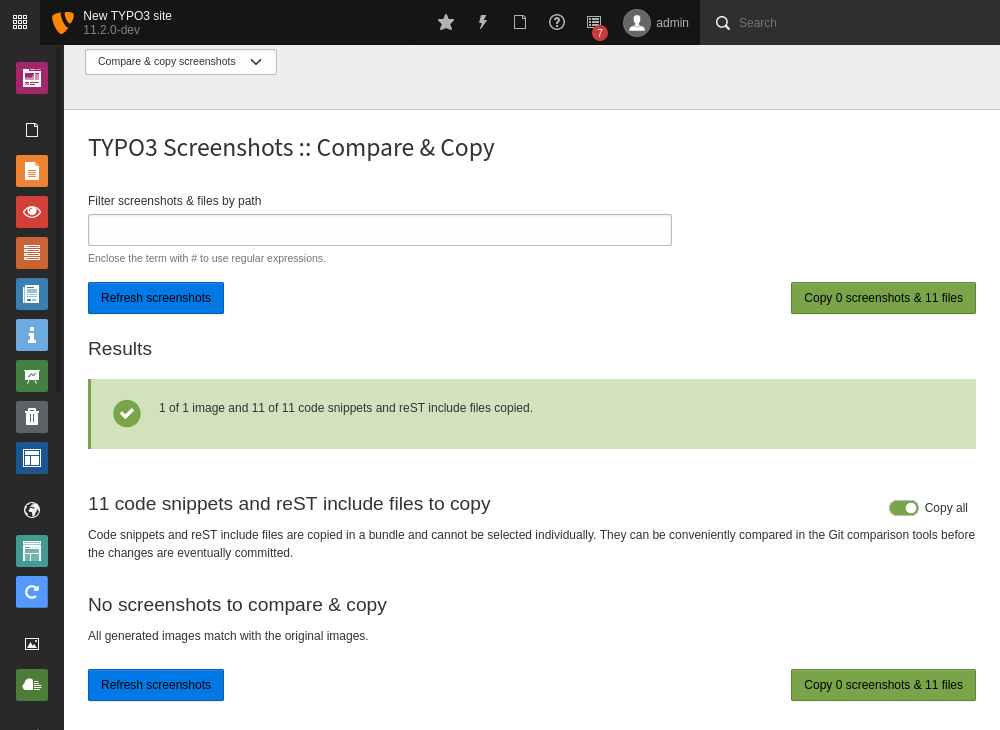 New TYPO3 site
11.2.0-dev
7
admin
Search
Compare & copy screenshots
TYPO3 Screenshots :: Compare & Copy
Filter screenshots & files by path
Enclose the term with # to use regular expressions.
Refresh screenshots
Copy 0 screenshots & 11 files
Results
1 of 1 image and 11 of 11 code snippets and reST include files copied.
11 code snippets and reST include files to copy
Copy all
Code snippets and reST include files are copied in a bundle and cannot be selected individually. They can be conveniently compared in the Git comparison tools before
the changes are eventually committed.
No screenshots to compare & copy
All generated images match with the original images.
Refresh screenshots
Copy 0 screenshots & 11 files